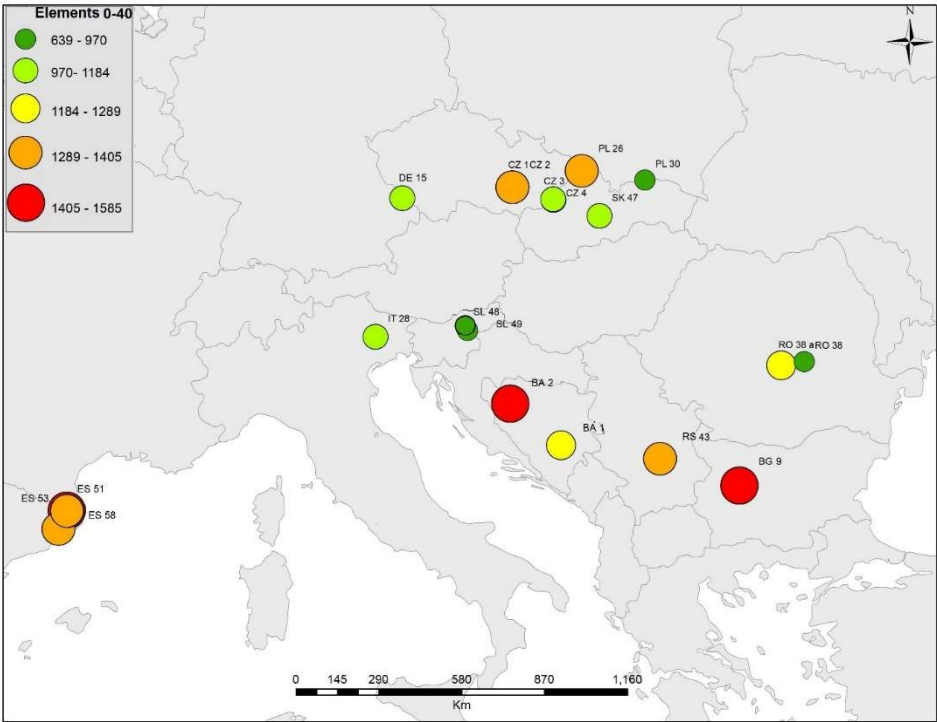 Elements 0-40
639 - 970
970- 1184
1184 - 1289
1289 - 1405
1405 - 1585
N
PL 26
CZ 1CZ 2
PL 30
DE 15
CZ 3
CZ 4
SK 47
SL 48
IT 28
SL 49
RO 38 aRO 38
BA 2
BA 1
RS 43
BG 9
ES 51
ES 53
ES 58
0 145 290 580 870 1,160
Km